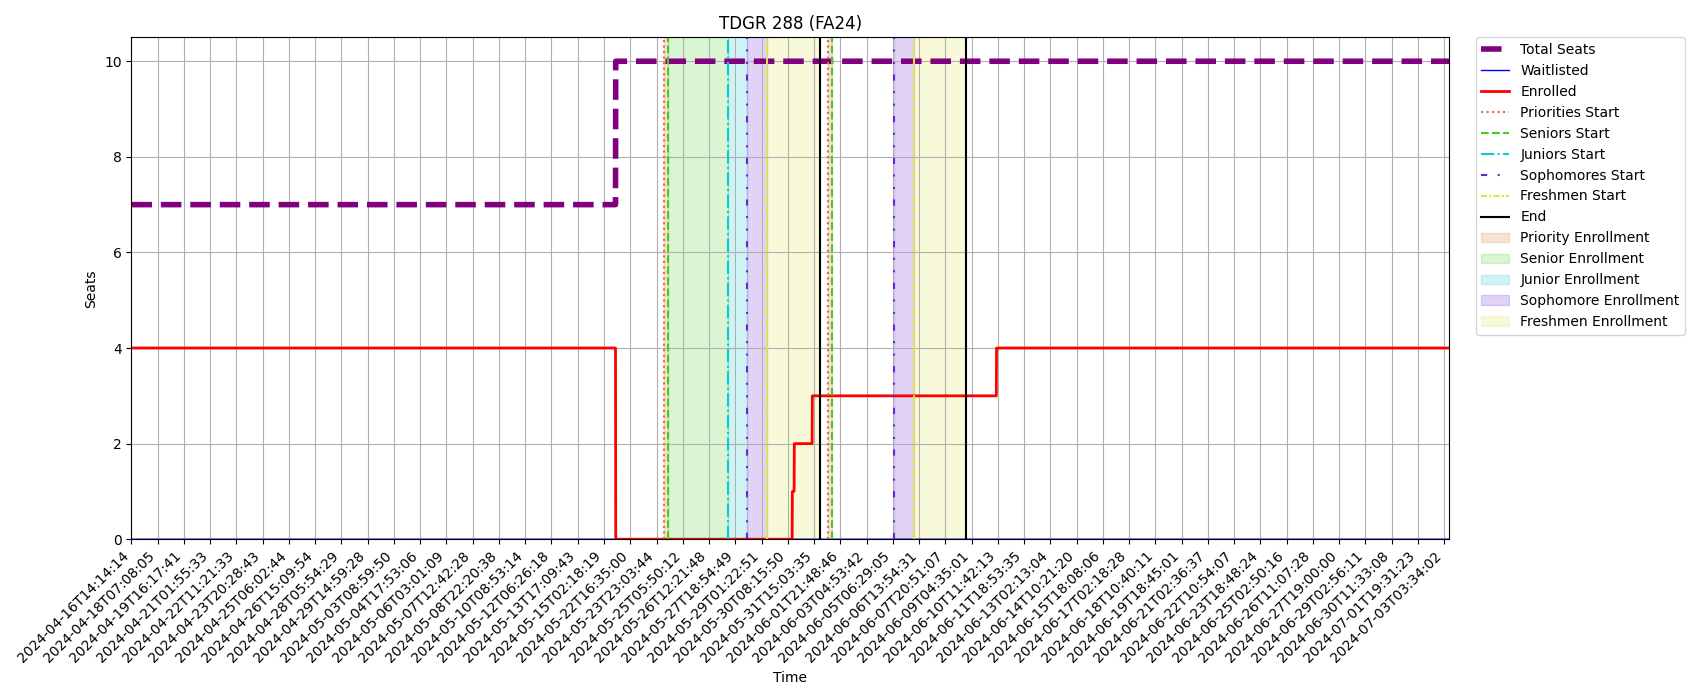 TDGR 288 (FA24)
Seats
10
8
6
4
2
0
2024-04-16T14:14:14
2024-04-18T07:08:05
2024-04-19T16:17:41
2024-04-21T01:55:33
2024-04-22T11:21:33
2024-04-23T20:28:43
2024-04-25T06:02:44
2024-04-26T15:09:54
2024-04-28T05:54:29
2024-04-29T14:59:28
2024-05-03T08:59:50
2024-05-04T17:53:06
2024-05-06T03:01:09
2024-05-07T12:42:28
2024-05-08T22:20:38
2024-05-10T08:53:14
2024-05-12T06:26:18
2024-05-13T17:09:43
2024-05-15T02:18:19
2024-05-22T16:35:00
2024-05-23T23:03:44
2024-05-25T05:50:12
2024-05-26T12:21:48
2024-05-27T18:54:49
2024-05-29T01:22:51
2024-05-30T08:15:50
2024-05-31T15:03:35
2024-06-01T21:48:46
2024-06-03T04:53:42
2024-06-05T06:29:05
2024-06-06T13:54:31
2024-06-07T20:51:07
2024-06-09T04:35:01
2024-06-10T11:42:13
2024-06-11T18:53:35
2024-06-13T02:13:04
2024-06-14T10:21:20
2024-06-15T18:08:06
2024-06-17T02:18:28
2024-06-18T10:40:11
2024-06-19T18:45:01
2024-06-21T02:36:37
2024-06-22T10:54:07
2024-06-23T18:48:24
2024-06-25T02:50:16
2024-06-26T11:07:28
2024-06-27T19:00:00
2024-06-29T02:56:11
2024-06-30T11:33:08
2024-07-01T19:31:23
2024-07-03T03:34:02
Time
Total Seats
Waitlisted
Enrolled
Priorities Start
Seniors Start
Juniors Start
Sophomores Start
Freshmen Start
End
Priority Enrollment
Senior Enrollment
Junior Enrollment
Sophomore Enrollment
Freshmen Enrollment